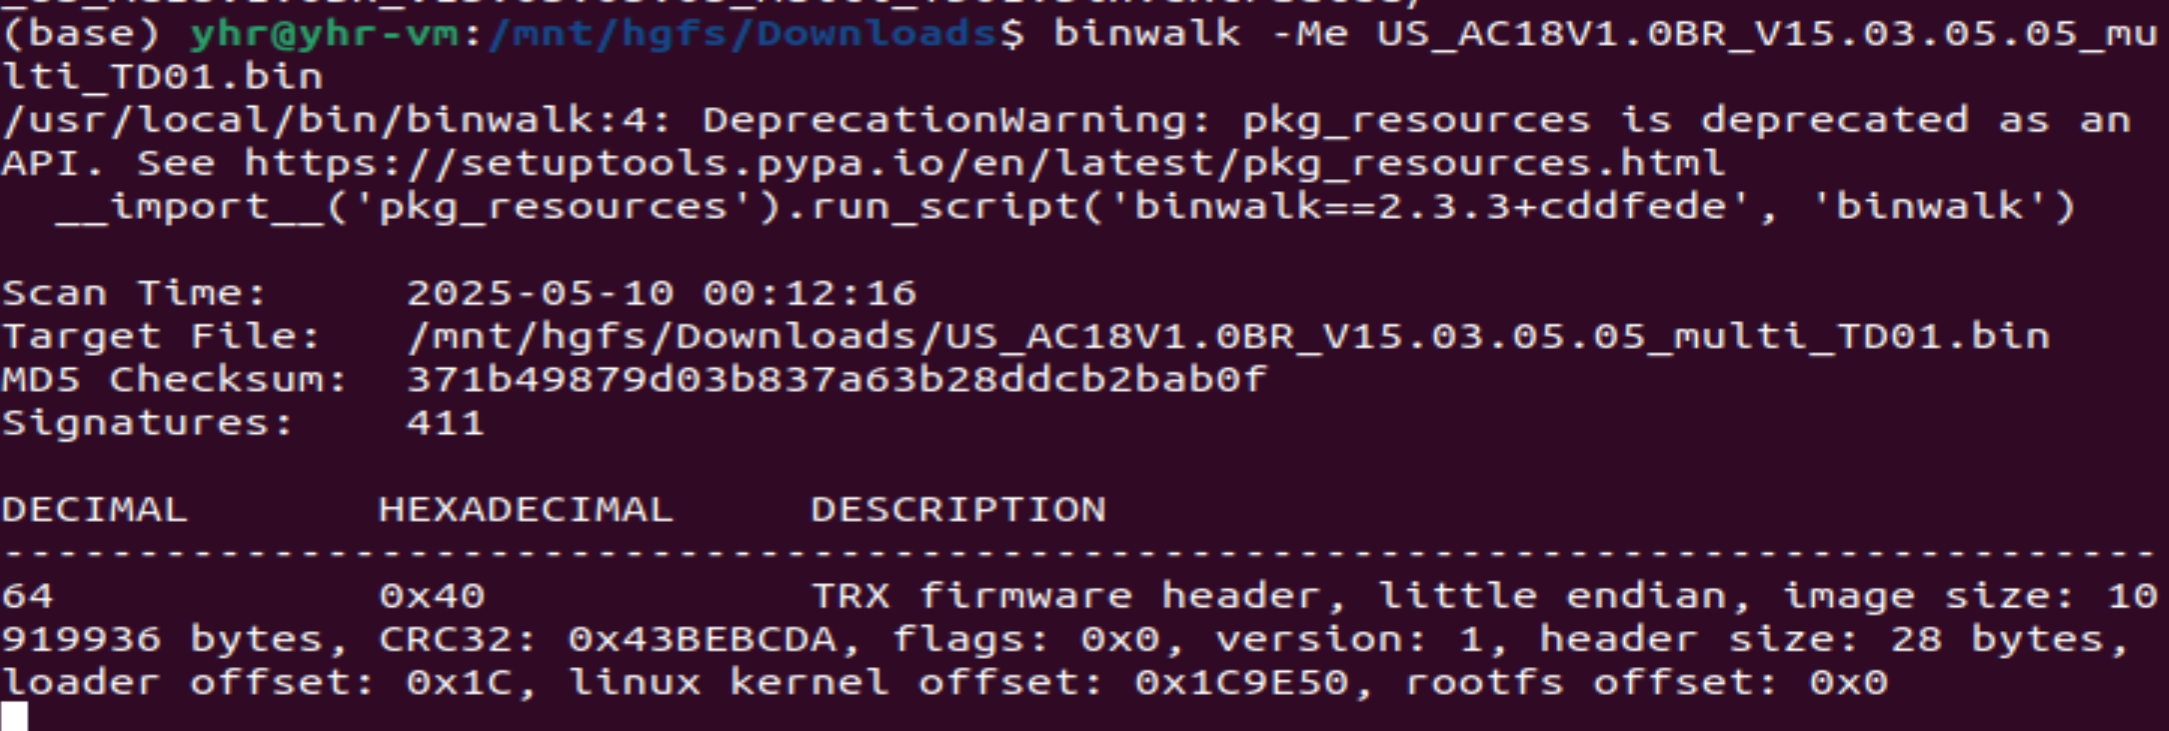 (base) yhr@yhr-vm:/mnt/hgfs/Downloads$ binwalk -Me US_AC18V1.0BR_V15.03.05.05_mu
lti_TD01.bin
/usr/local/bin/binwalk:4: DeprecationWarning: pkg_resources is deprecated as an
API. See https://setuptools.pypa.io/en/latest/pkg_resources.html
  __import__('pkg_resources').run_script('binwalk==2.3.3+cddfede', 'binwalk')
Scan Time:     2025-05-10 00:12:16
Target File:   /mnt/hgfs/Downloads/US_AC18V1.0BR_V15.03.05.05_multi_TD01.bin
MD5 Checksum:  371b49879d03b837a63b28ddcb2bab0f
Signatures:    411
DECIMAL       HEXADECIMAL     DESCRIPTION
--------------------------------------------------------------------------------
64            0x40            TRX firmware header, little endian, image size: 10
919936 bytes, CRC32: 0x43BEBCDA, flags: 0x0, version: 1, header size: 28 bytes,
loader offset: 0x1C, linux kernel offset: 0x1C9E50, rootfs offset: 0x0